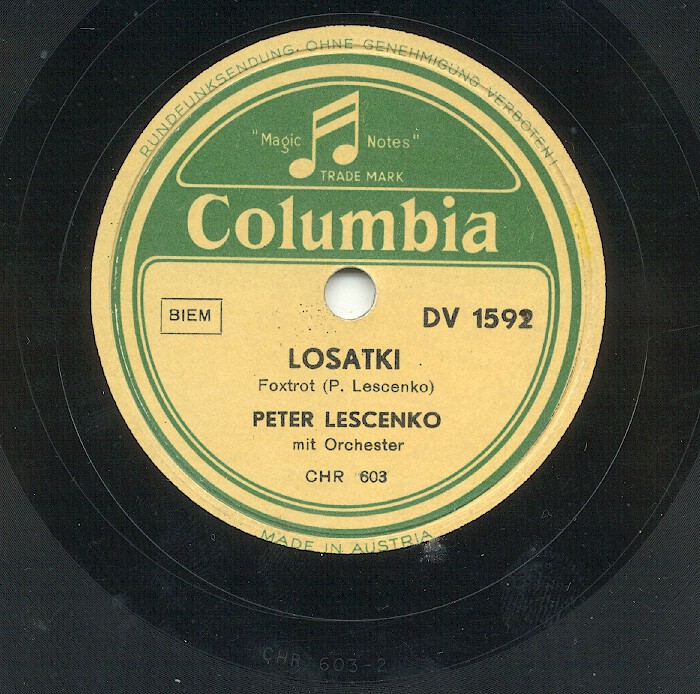 RUNDFUNKSENDUNG OHNE GENEHMIGUNG VERBOTEN!
"Magic Notes"
TRADE MARK
Columbia
BIEM
DV 1592
LOSATKI
Foxtrot (P. Lescenko)
PETER LESCENKO
mit Orchester
CHR 603
MADE IN AUSTRIA
CHR 603-2